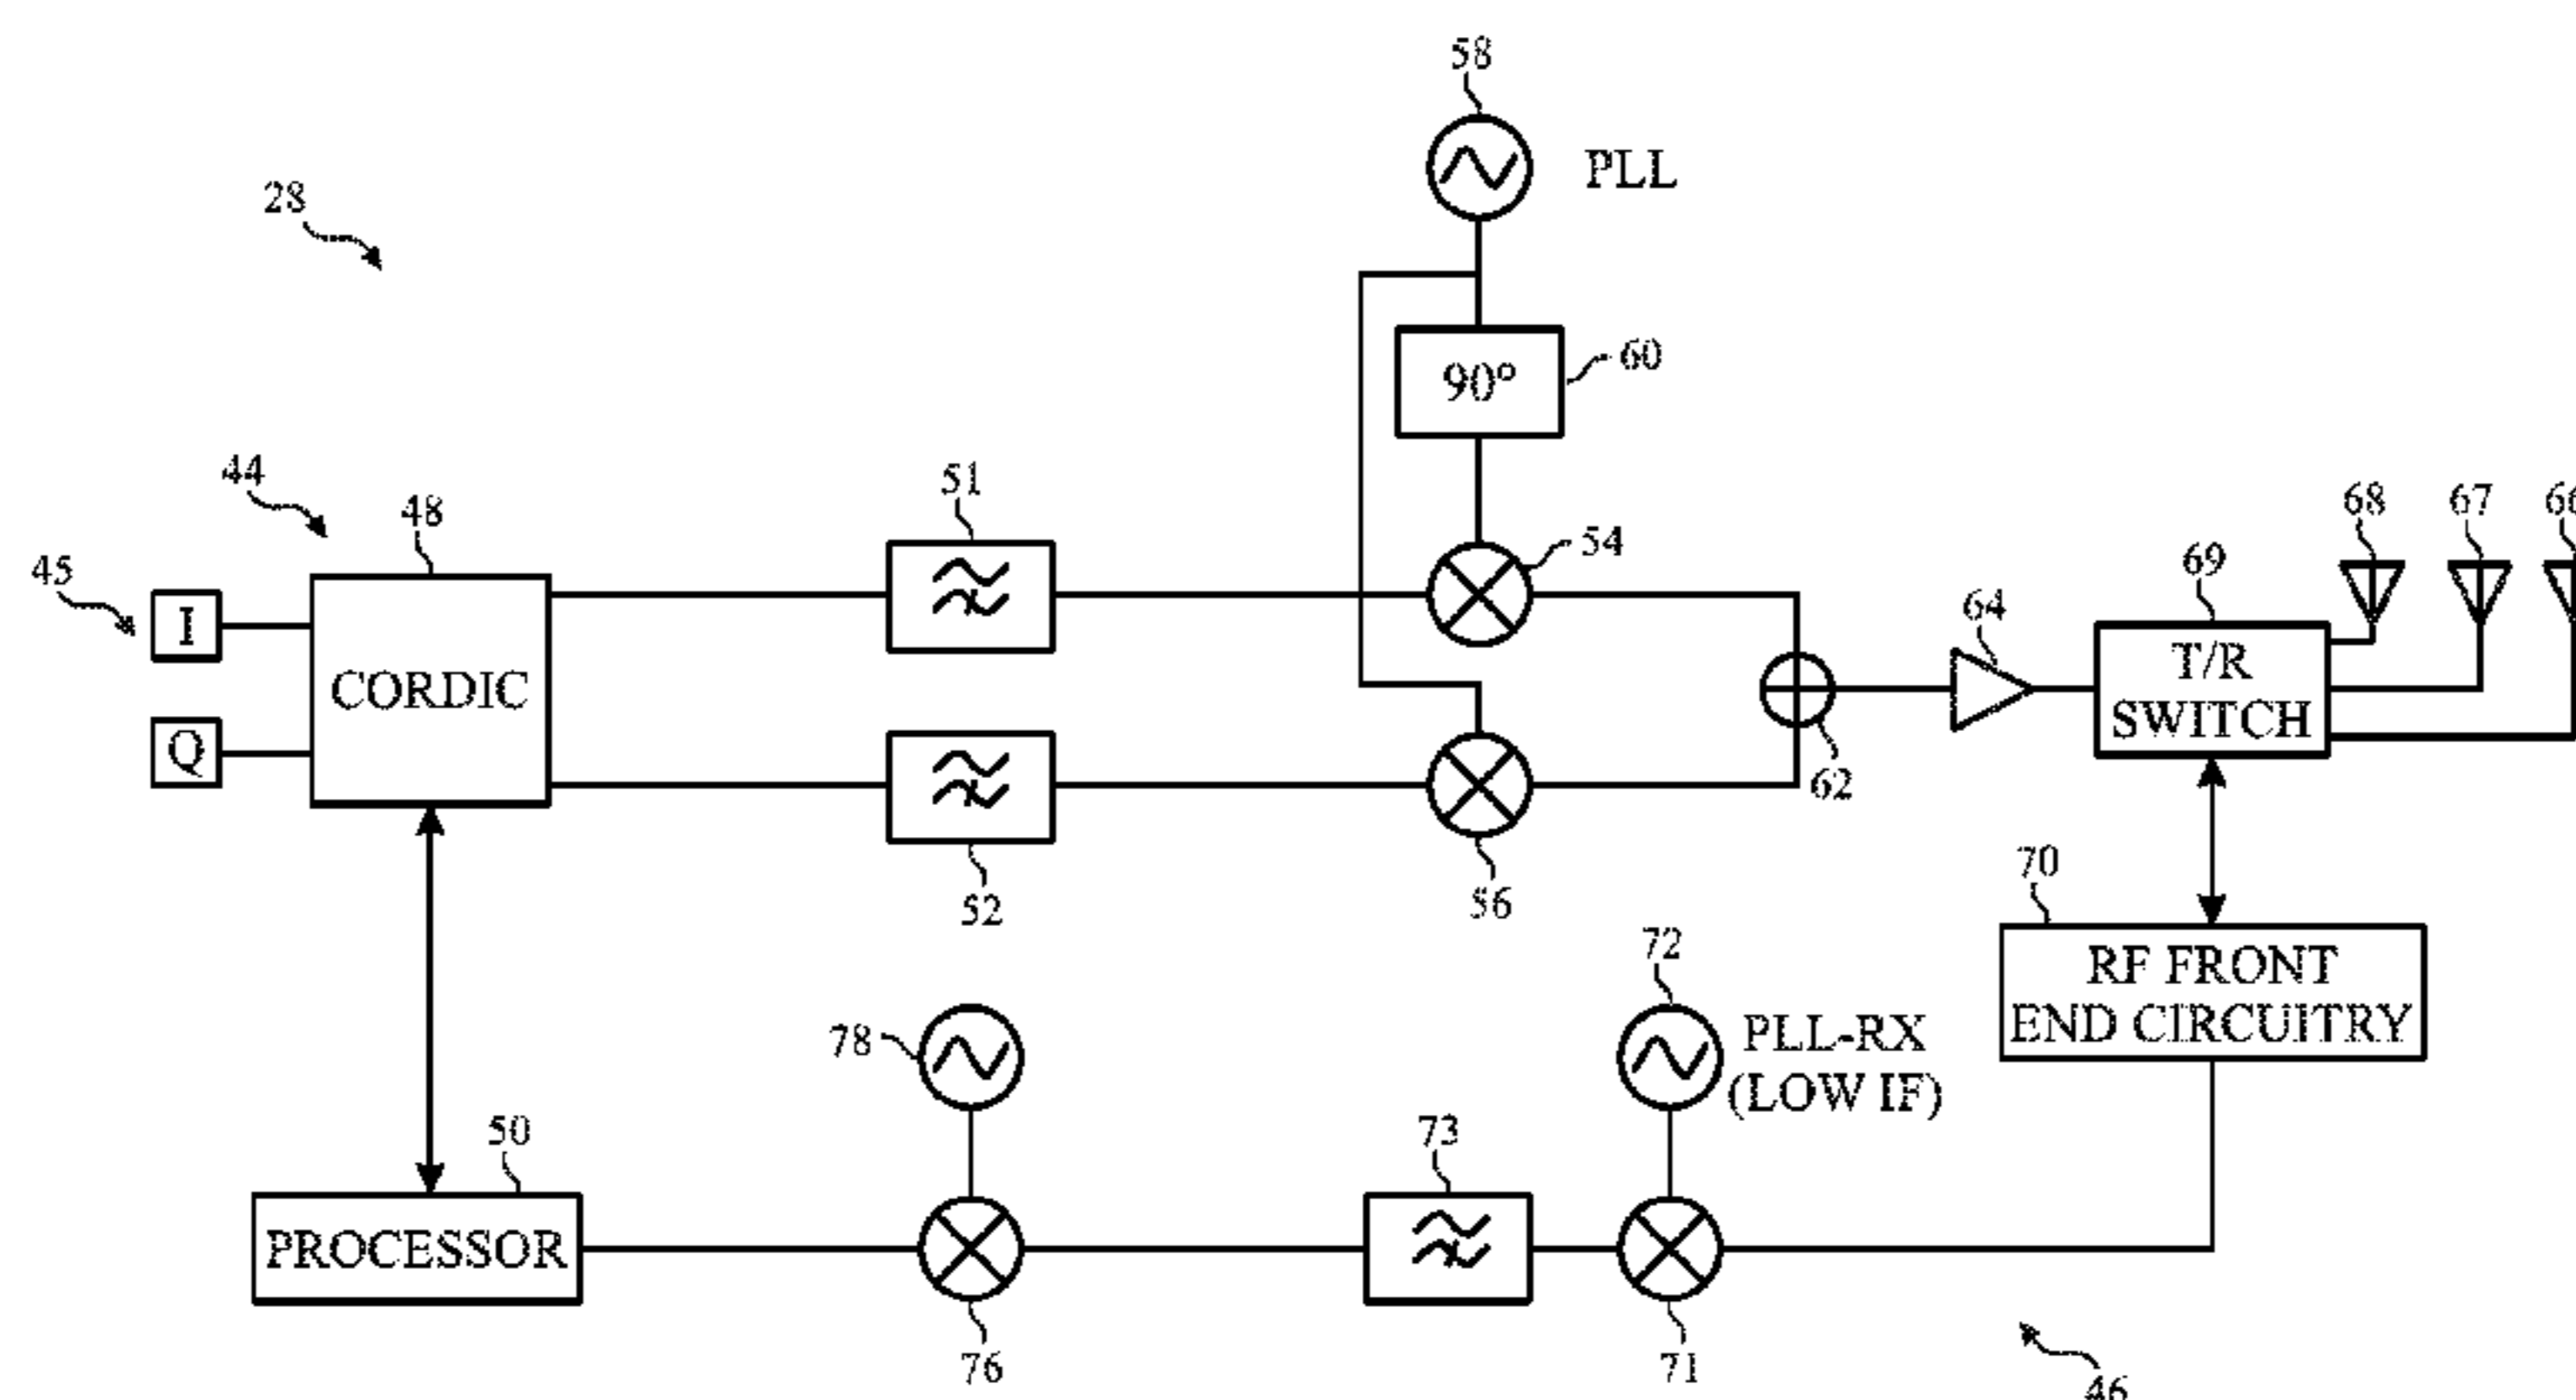 58
PLL
28
60
90°
44
48
51
54
68
67
66
45
I
CORDIC
Q
64
69
T/R
SWITCH
62
52
56
70
RF FRONT
END CIRCUITRY
72
PLL-RX
(LOW IF)
78
50
PROCESSOR
73
76
71
46